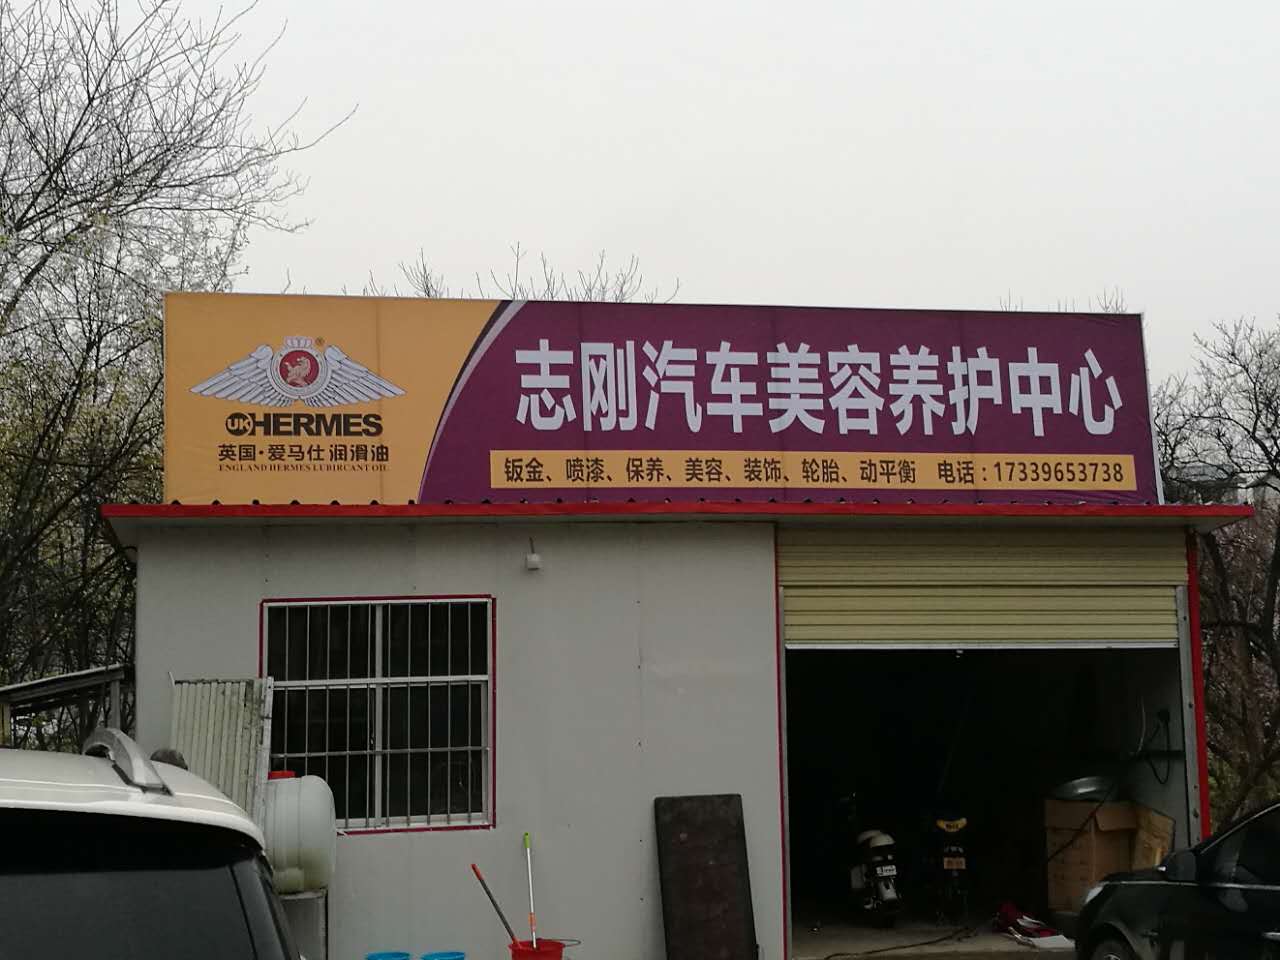 志刚汽车美容养护中心
UK HERMES
英国·爱马仕润滑油
ENGLAND HERMES LUBIRCANT OIL
钣金、喷漆、保养、美容、装饰、轮胎、动平衡 电话:17339653738